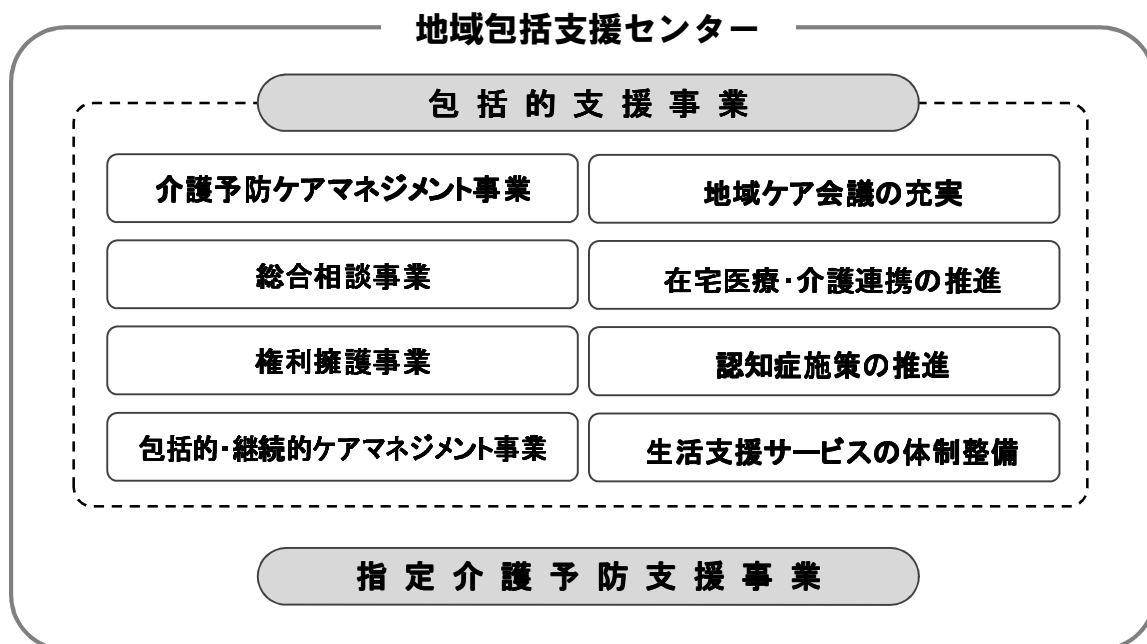 地域包括支援センター
包括的支援事業
介護予防ケアマネジメント事業
総合相談事業
権利擁護事業
包括的・継続的ケアマネジメント事業
地域ケア会議の充実
在宅医療・介護連携の推進
認知症施策の推進
生活支援サービスの体制整備
指定介護予防支援事業